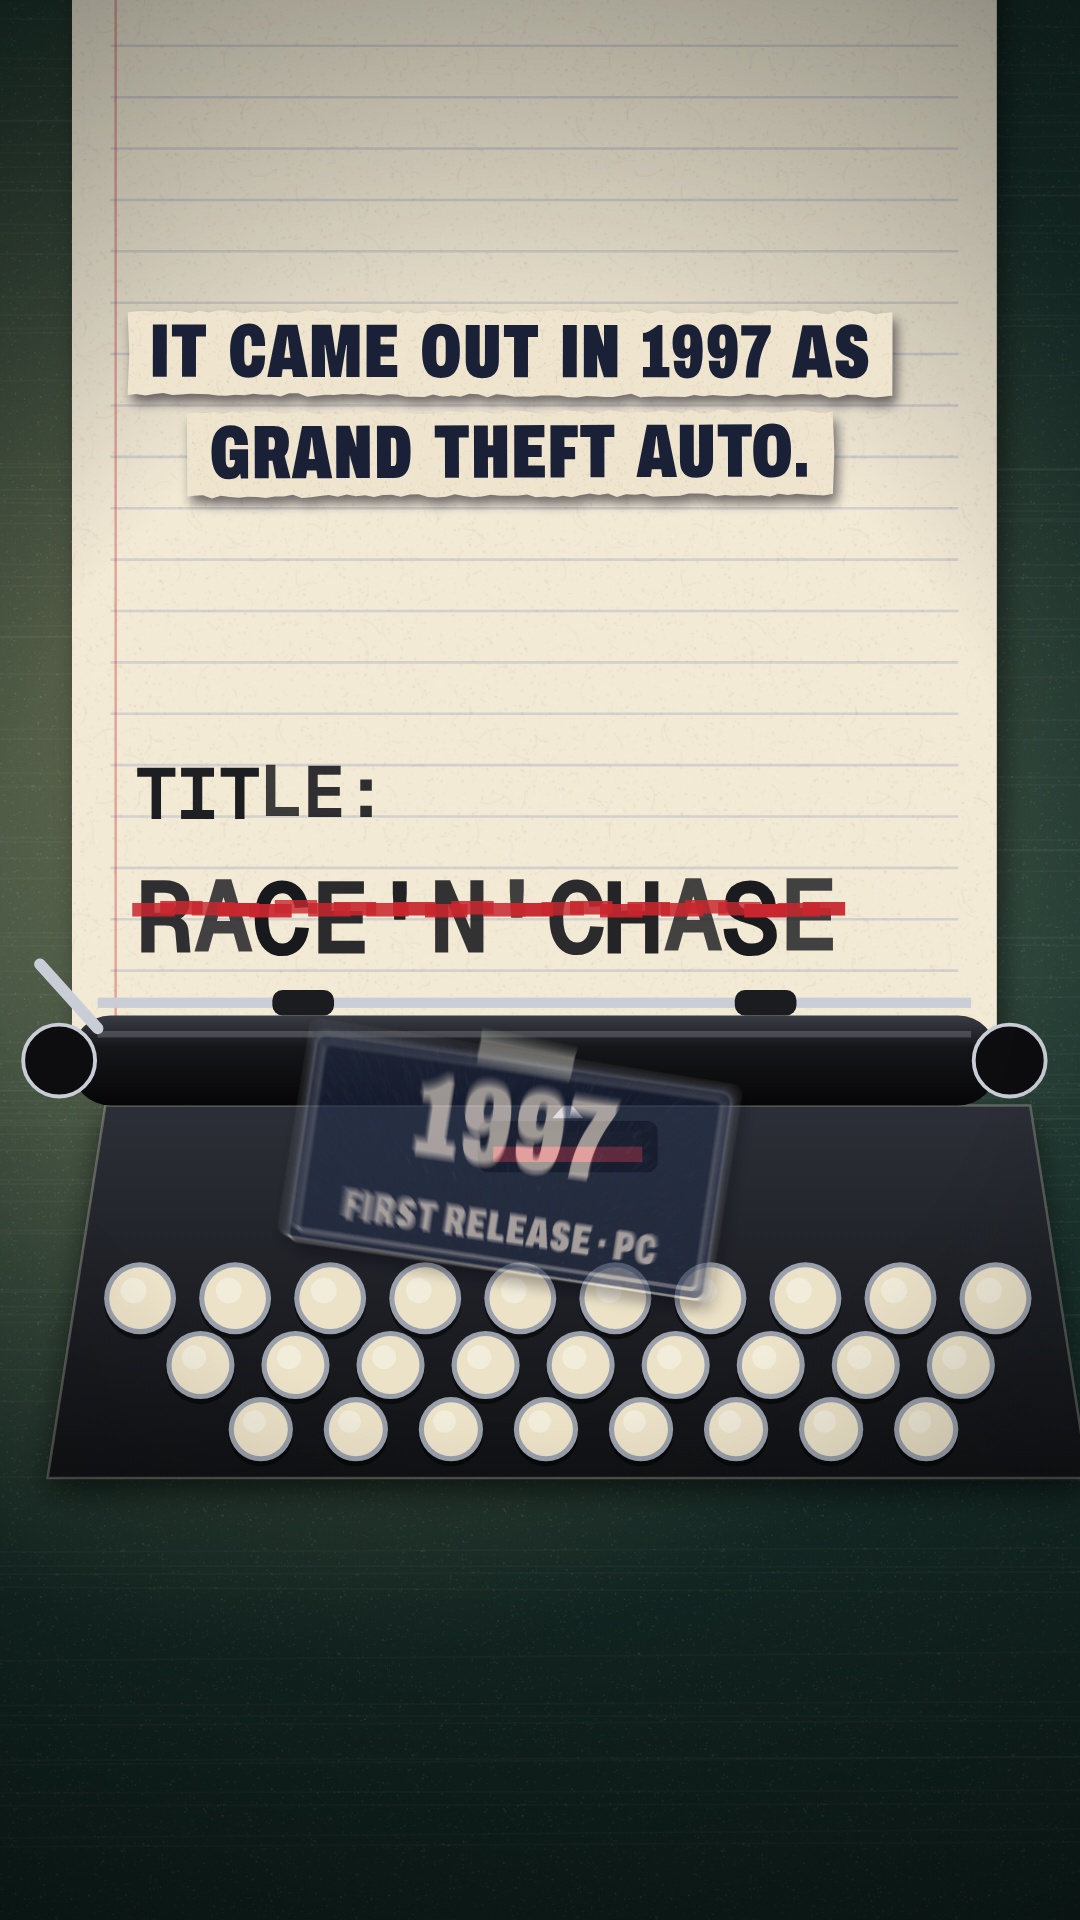 IT CAME OUT IN 1997 AS
GRAND THEFT AUTO.
TITLE:
RACE'N'CHASE
1997
FIRST RELEASE · PC